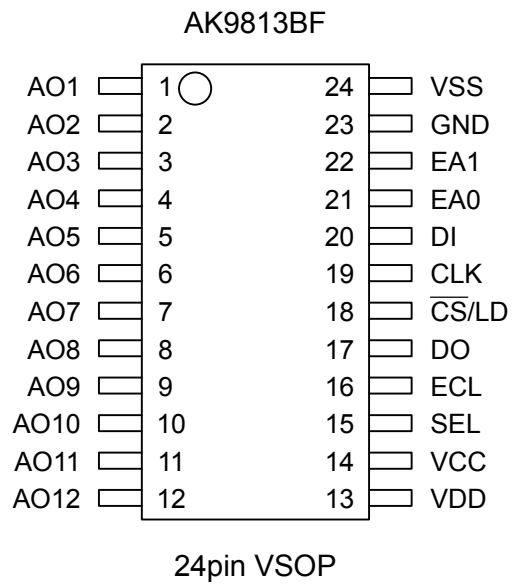 AK9813BF
AO1 1 24 VSS
AO2 2 23 GND
AO3 3 22 EA1
AO4 4 21 EA0
AO5 5 20 DI
AO6 6 19 CLK
AO7 7 18 C̅S̅/LD
AO8 8 17 DO
AO9 9 16 ECL
AO10 10 15 SEL
AO11 11 14 VCC
AO12 12 13 VDD
24pin VSOP